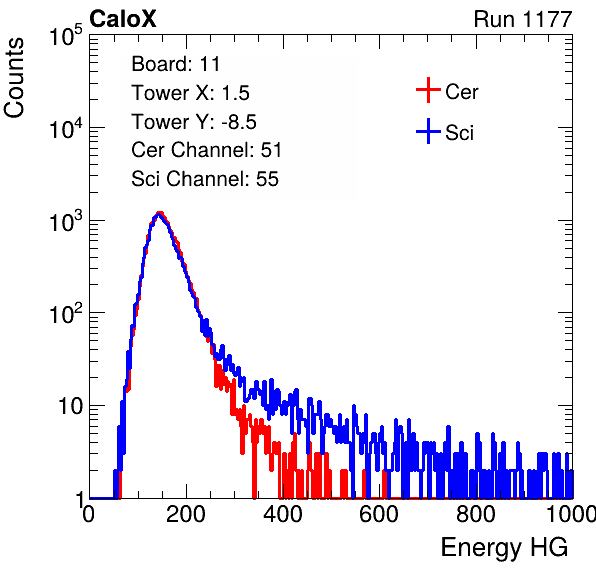 CaloX Run 1177
Counts
10^5
10^4
10^3
10^2
10
1
Board: 11
Tower X: 1.5
Tower Y: -8.5
Cer Channel: 51
Sci Channel: 55
Cer
Sci
0 200 400 600 800 1000
Energy HG